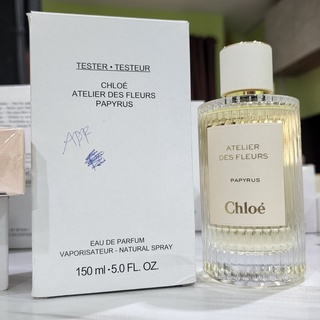 TESTER • TESTEUR
CHLOÉ
ATELIER DES FLEURS
PAPYRUS
EAU DE PARFUM
VAPORISATEUR - NATURAL SPRAY
150 ml • 5.0 FL. OZ.
ATELIER
DES FLEURS
PAPYRUS
Chloé